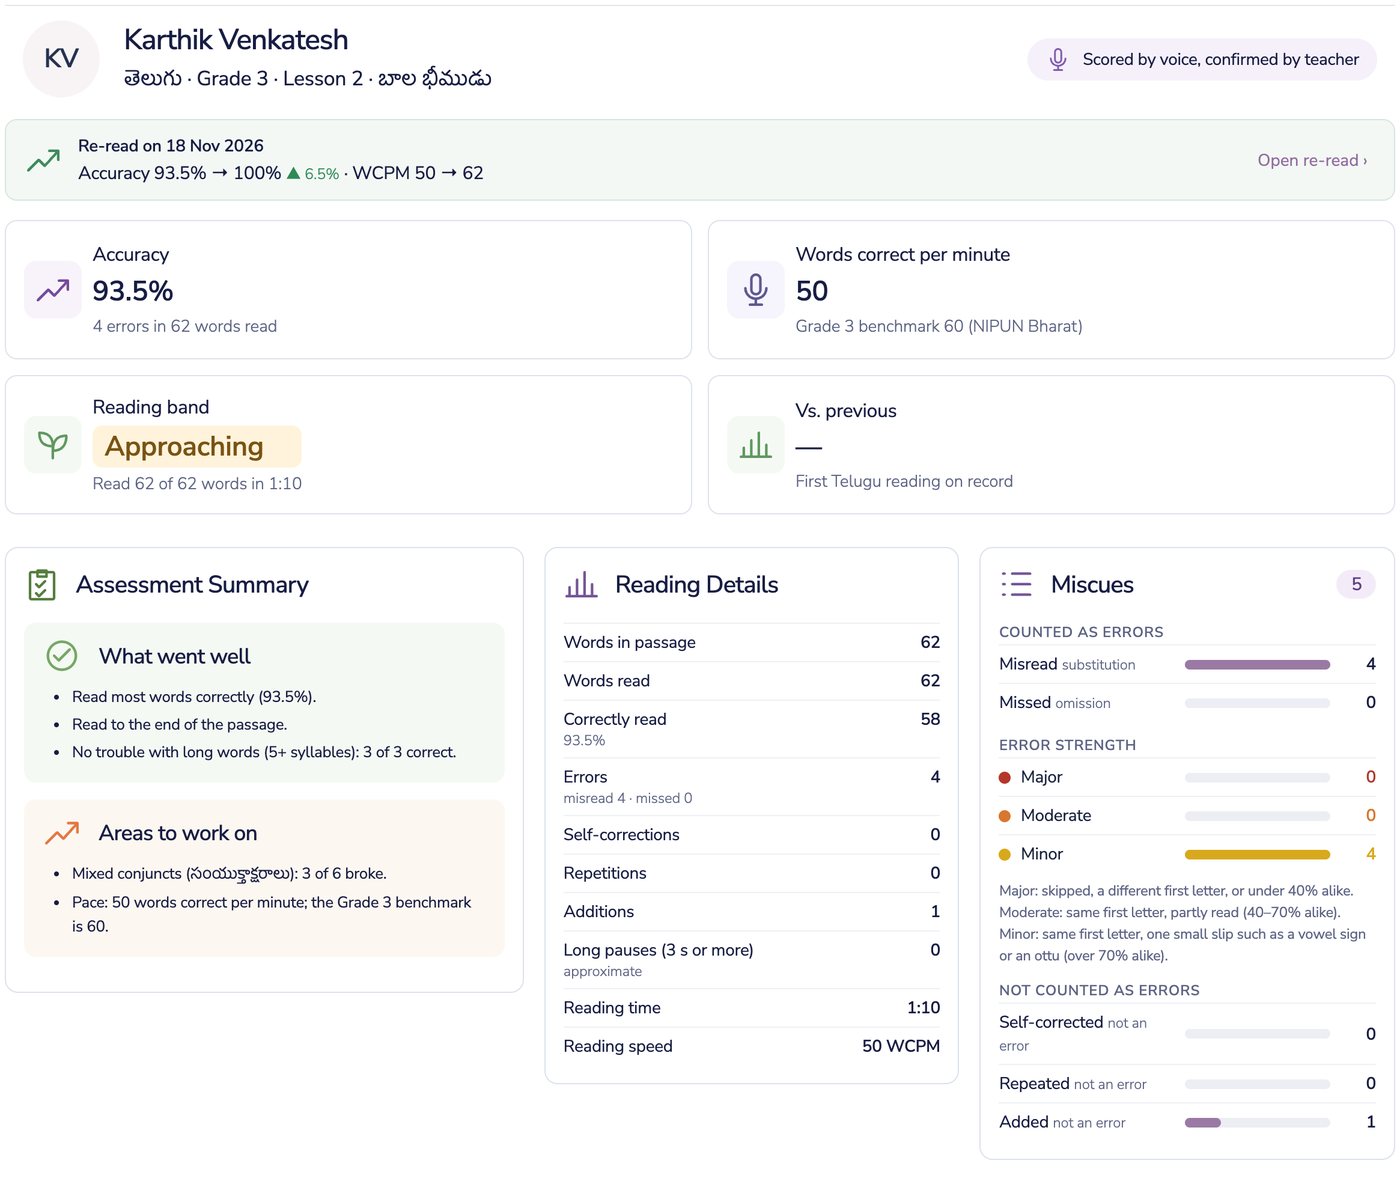 KV
Karthik Venkatesh
తెలుగు · Grade 3 · Lesson 2 · బాల భీముడు
Scored by voice, confirmed by teacher
Re-read on 18 Nov 2026
Accuracy 93.5% → 100% ▲ 6.5% · WCPM 50 → 62
Open re-read ›
Accuracy
93.5%
4 errors in 62 words read
Words correct per minute
50
Grade 3 benchmark 60 (NIPUN Bharat)
Reading band
Approaching
Read 62 of 62 words in 1:10
Vs. previous
—
First Telugu reading on record
Assessment Summary
What went well
• Read most words correctly (93.5%).
• Read to the end of the passage.
• No trouble with long words (5+ syllables): 3 of 3 correct.
Areas to work on
• Mixed conjuncts (సంయుక్తాక్షరాలు): 3 of 6 broke.
• Pace: 50 words correct per minute; the Grade 3 benchmark
is 60.
Reading Details
Words in passage 62
Words read 62
Correctly read 58
93.5%
Errors 4
misread 4 · missed 0
Self-corrections 0
Repetitions 0
Additions 1
Long pauses (3 s or more) 0
approximate
Reading time 1:10
Reading speed 50 WCPM
Miscues 5
COUNTED AS ERRORS
Misread substitution 4
Missed omission 0
ERROR STRENGTH
Major 0
Moderate 0
Minor 4
Major: skipped, a different first letter, or under 40% alike.
Moderate: same first letter, partly read (40–70% alike).
Minor: same first letter, one small slip such as a vowel sign
or an ottu (over 70% alike).
NOT COUNTED AS ERRORS
Self-corrected not an
error 0
Repeated not an error 0
Added not an error 1